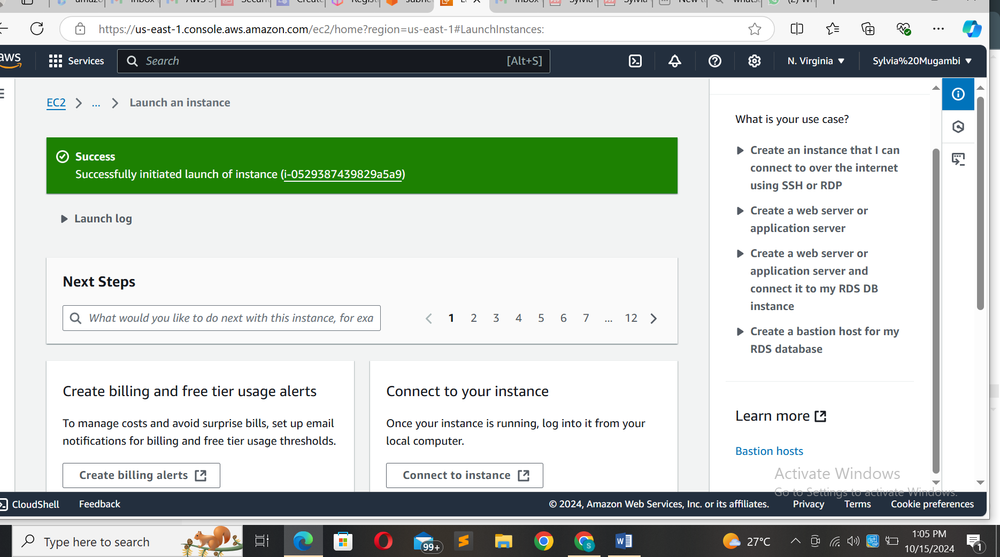 https://us-east-1.console.aws.amazon.com/ec2/home?region=us-east-1#LaunchInstances:
aws
Services
Search
[Alt+S]
N. Virginia
Sylvia%20Mugambi
EC2
...
Launch an instance
Success
Successfully initiated launch of instance (i-0529387439829a5a9)
Launch log
Next Steps
What would you like to do next with this instance, for exa
1 2 3 4 5 6 7 ... 12
Create billing and free tier usage alerts
To manage costs and avoid surprise bills, set up email
notifications for billing and free tier usage thresholds.
Create billing alerts
Connect to your instance
Once your instance is running, log into it from your
local computer.
Connect to instance
What is your use case?
Create an instance that I can
connect to over the internet
using SSH or RDP
Create a web server or
application server
Create a web server or
application server and
connect it to my RDS DB
instance
Create a bastion host for my
RDS database
Learn more
Bastion hosts
Activate Windows
Go to Settings to activate Windows.
CloudShell
Feedback
© 2024, Amazon Web Services, Inc. or its affiliates.
Privacy
Terms
Cookie preferences
Type here to search
99+
S
W
27°C
1:05 PM
10/15/2024
1